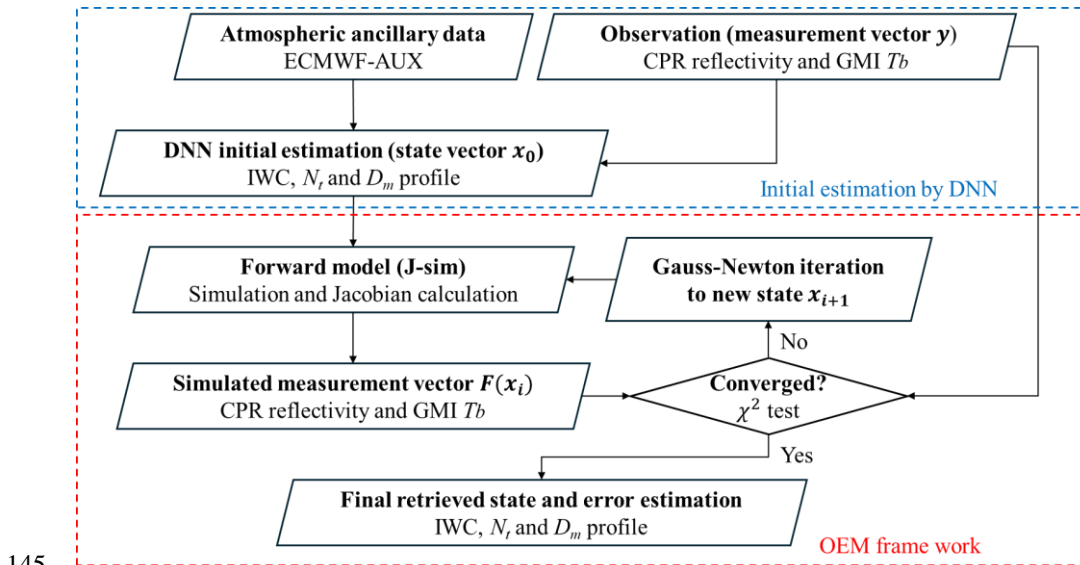 Atmospheric ancillary data
ECMWF-AUX
Observation (measurement vector y)
CPR reflectivity and GMI Tb
DNN initial estimation (state vector x₀)
IWC, Nₜ and Dₘ profile
Initial estimation by DNN
Forward model (J-sim)
Simulation and Jacobian calculation
Gauss-Newton iteration
to new state xᵢ₊₁
No
Simulated measurement vector F(xᵢ)
CPR reflectivity and GMI Tb
Converged?
χ² test
Yes
Final retrieved state and error estimation
IWC, Nₜ and Dₘ profile
OEM frame work
145